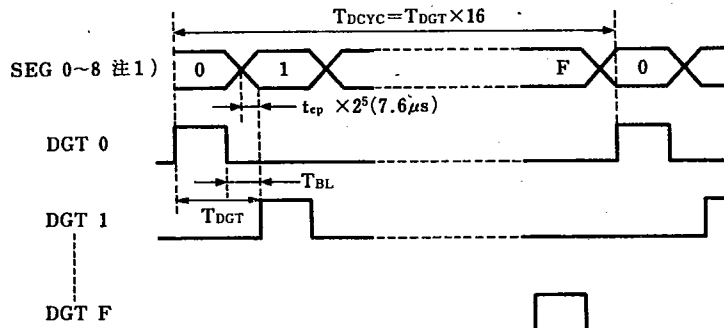 TDCYC=TDGT×16
SEG 0~8 注1)
0
1
F
0
tcp ×2⁵(7.6μs)
DGT 0
TBL
TDGT
DGT 1
DGT F